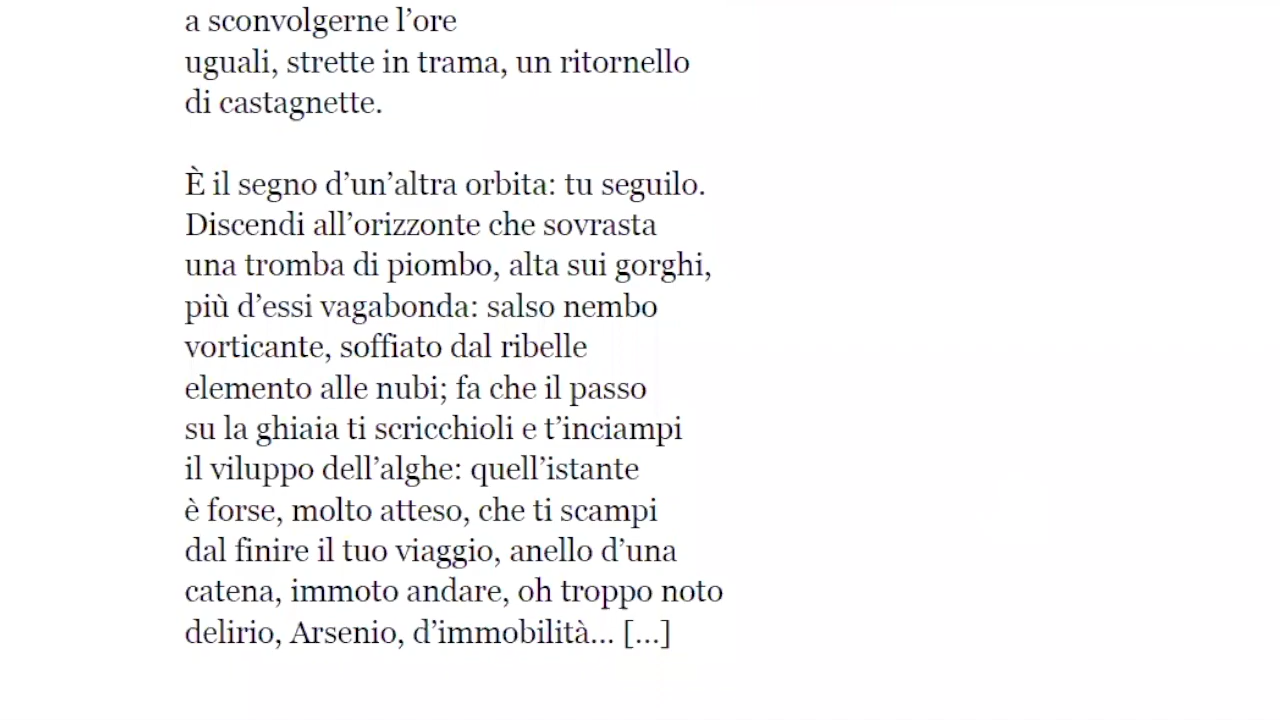 a sconvolgerne l’ore
uguali, strette in trama, un ritornello
di castagnette.
È il segno d’un’altra orbita: tu seguilo.
Discendi all’orizzonte che sovrasta
una tromba di piombo, alta sui gorghi,
più d’essi vagabonda: salso nembo
vorticante, soffiato dal ribelle
elemento alle nubi; fa che il passo
su la ghiaia ti scricchioli e t’inciampi
il viluppo dell’alghe: quell’istante
è forse, molto atteso, che ti scampi
dal finire il tuo viaggio, anello d’una
catena, immoto andare, oh troppo noto
delirio, Arsenio, d’immobilità... [...]